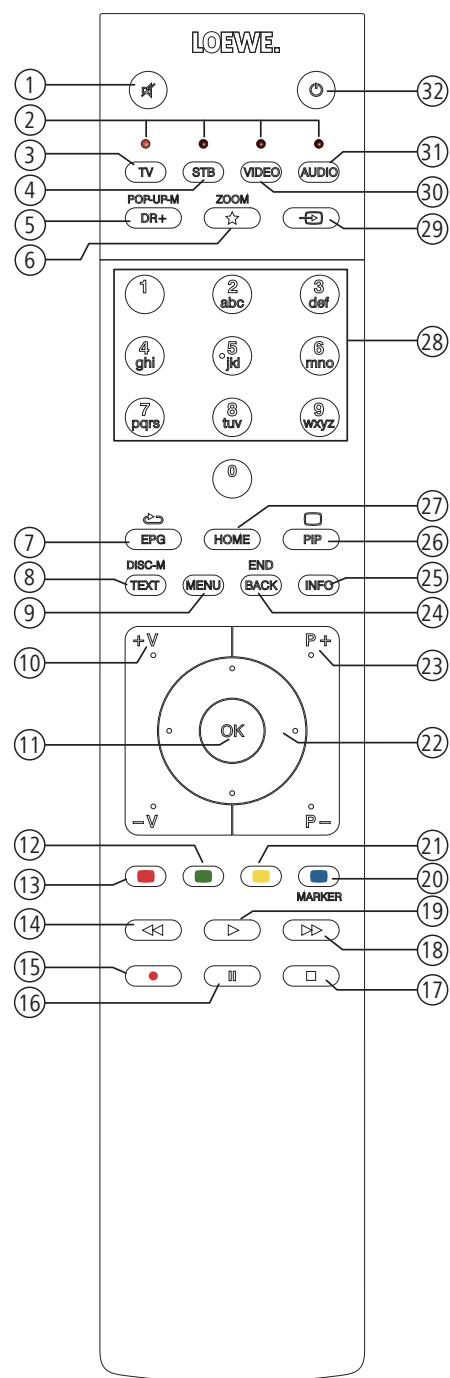 LOEWE.
1
32
2
3
TV
STB
VIDEO
AUDIO
31
4
30
POP-UP-M
ZOOM
5
DR+
29
6
1
2
abc
3
def
28
4
ghi
5
jkl
6
mno
7
pqrs
8
tuv
9
wxyz
0
27
7
EPG
HOME
PIP
26
DISC-M
END
8
TEXT
MENU
BACK
INFO
25
9
24
+V
P+
10
23
11
OK
22
−V
P−
12
21
13
20
MARKER
14
19
18
15
16
17